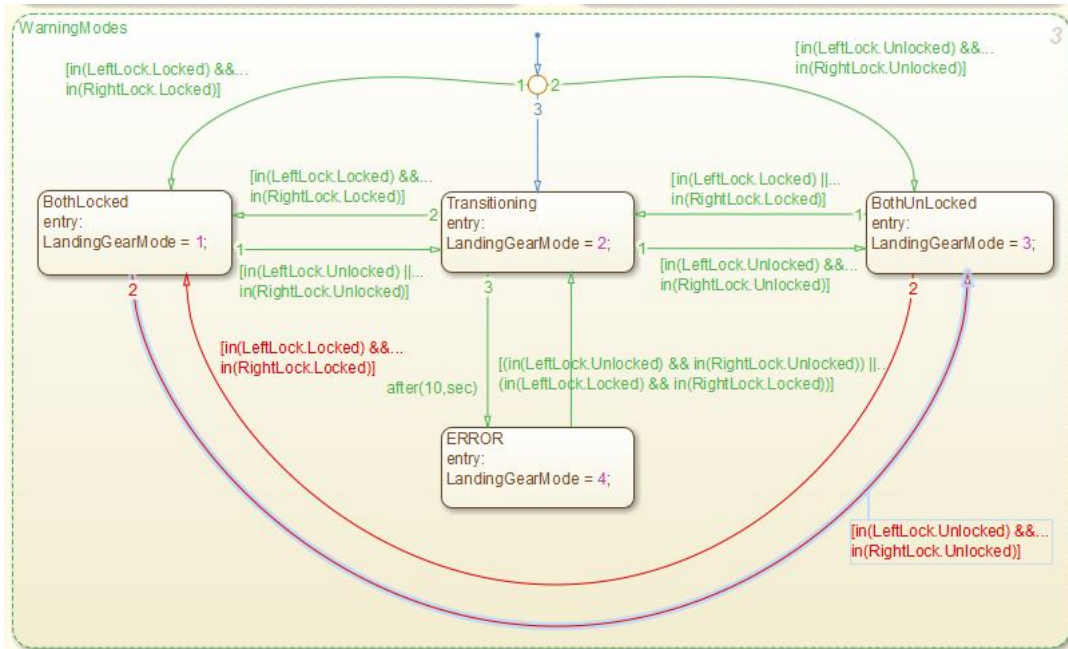 WarningModes
3
[in(LeftLock.Locked) &&...
in(RightLock.Locked)]
[in(LeftLock.Unlocked) &&...
in(RightLock.Unlocked)]
1
2
3
[in(LeftLock.Locked) &&...
in(RightLock.Locked)]
[in(LeftLock.Locked) ||...
in(RightLock.Locked)]
BothLocked
entry:
LandingGearMode = 1;
Transitioning
entry:
LandingGearMode = 2;
BothUnLocked
entry:
LandingGearMode = 3;
2
1
1
1
[in(LeftLock.Unlocked) ||...
in(RightLock.Unlocked)]
[in(LeftLock.Unlocked) &&...
in(RightLock.Unlocked)]
2
3
2
[in(LeftLock.Locked) &&...
in(RightLock.Locked)]
[(in(LeftLock.Unlocked) && in(RightLock.Unlocked)) ||...
(in(LeftLock.Locked) && in(RightLock.Locked))]
after(10,sec)
ERROR
entry:
LandingGearMode = 4;
[in(LeftLock.Unlocked) &&...
in(RightLock.Unlocked)]